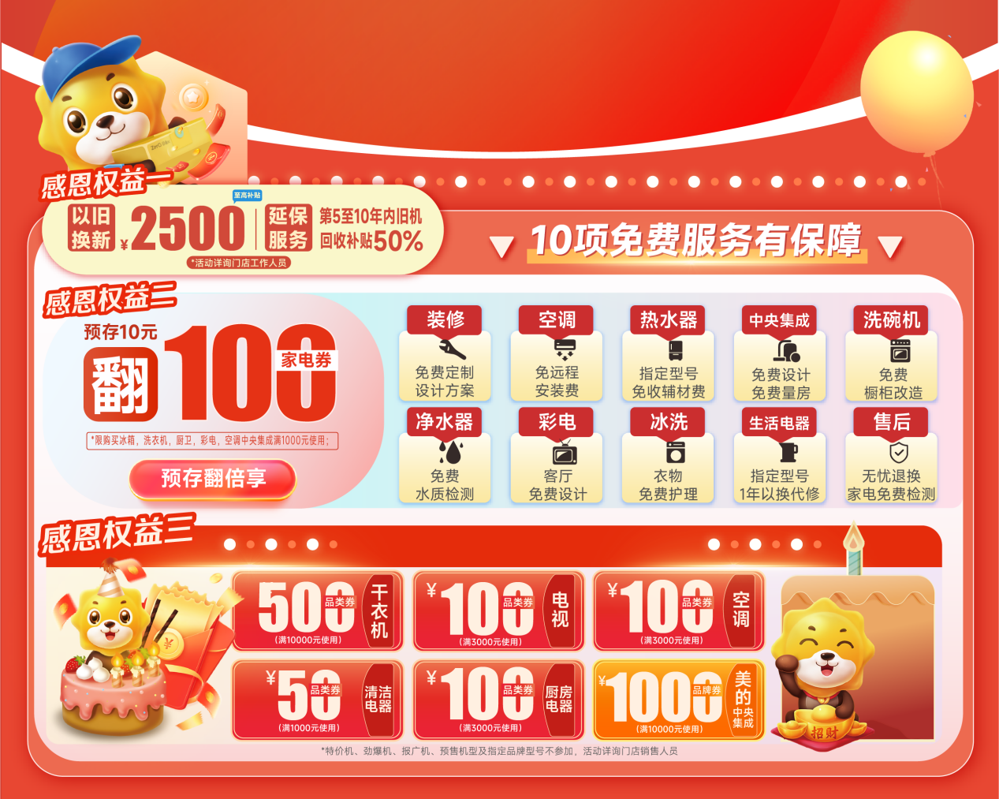 感恩权益一
至高补贴
以旧
换新
¥2500
延保
服务
第5至10年内旧机
回收补贴50%
*活动详询门店工作人员
10项免费服务有保障
感恩权益二
预存10元
翻
100
家电券
*限购买冰箱，洗衣机，厨卫，彩电，空调中央集成满1000元使用；
预存翻倍享
装修
免费定制
设计方案
空调
免远程
安装费
热水器
指定型号
免收辅材费
中央集成
免费设计
免费量房
洗碗机
免费
橱柜改造
净水器
免费
水质检测
彩电
客厅
免费设计
冰洗
衣物
免费护理
生活电器
指定型号
1年以换代修
售后
无忧退换
家电免费检测
感恩权益三
500
品类券
(满10000元使用)
干衣机
¥100
品类券
(满3000元使用)
电视
¥100
品类券
(满3000元使用)
空调
¥50
品类券
(满1000元使用)
清洁
电器
¥100
品类券
(满3000元使用)
厨房
电器
¥1000
品牌券
(满10000元使用)
美的
中央
集成
招财
*特价机、劲爆机、报广机、预售机型及指定品牌型号不参加，活动详询门店销售人员